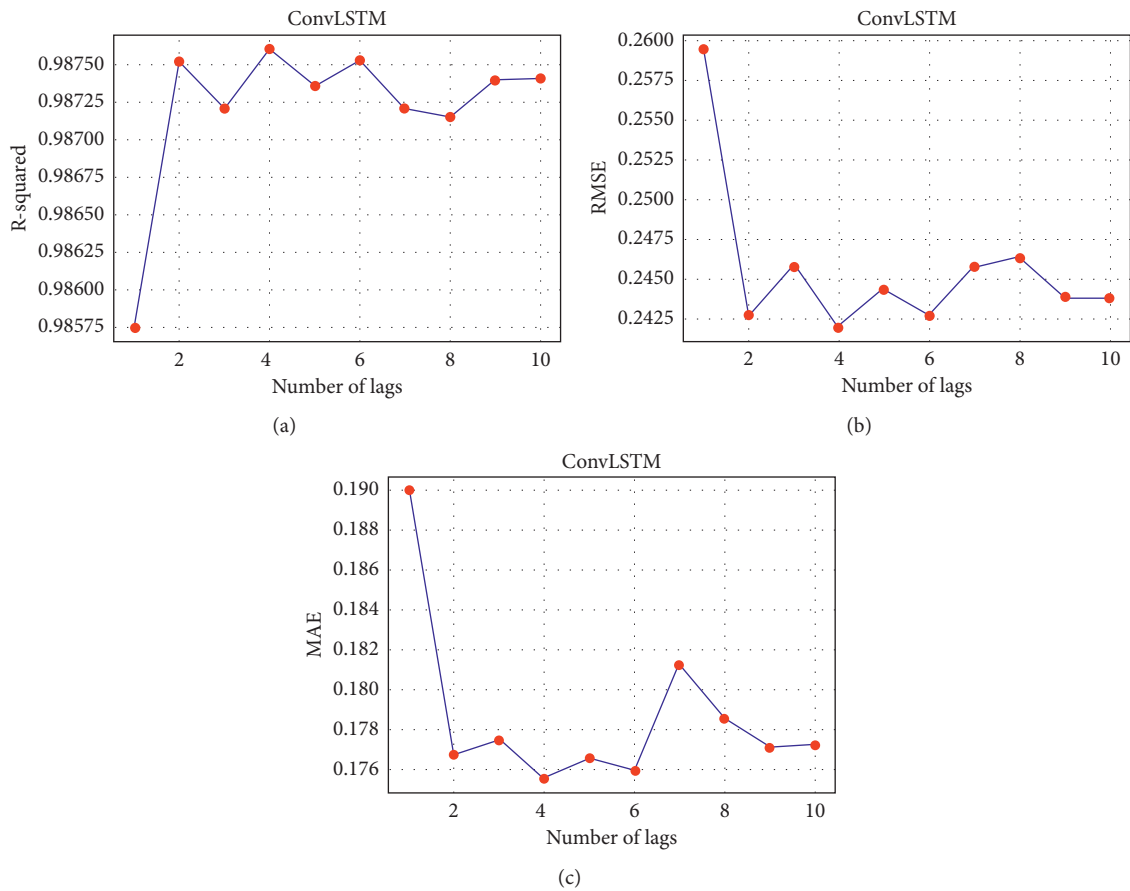 ConvLSTM
R-squared
0.98750
0.98725
0.98700
0.98675
0.98650
0.98625
0.98600
0.98575
2 4 6 8 10
Number of lags
(a)
ConvLSTM
RMSE
0.2600
0.2575
0.2550
0.2525
0.2500
0.2475
0.2450
0.2425
2 4 6 8 10
Number of lags
(b)
ConvLSTM
MAE
0.190
0.188
0.186
0.184
0.182
0.180
0.178
0.176
2 4 6 8 10
Number of lags
(c)